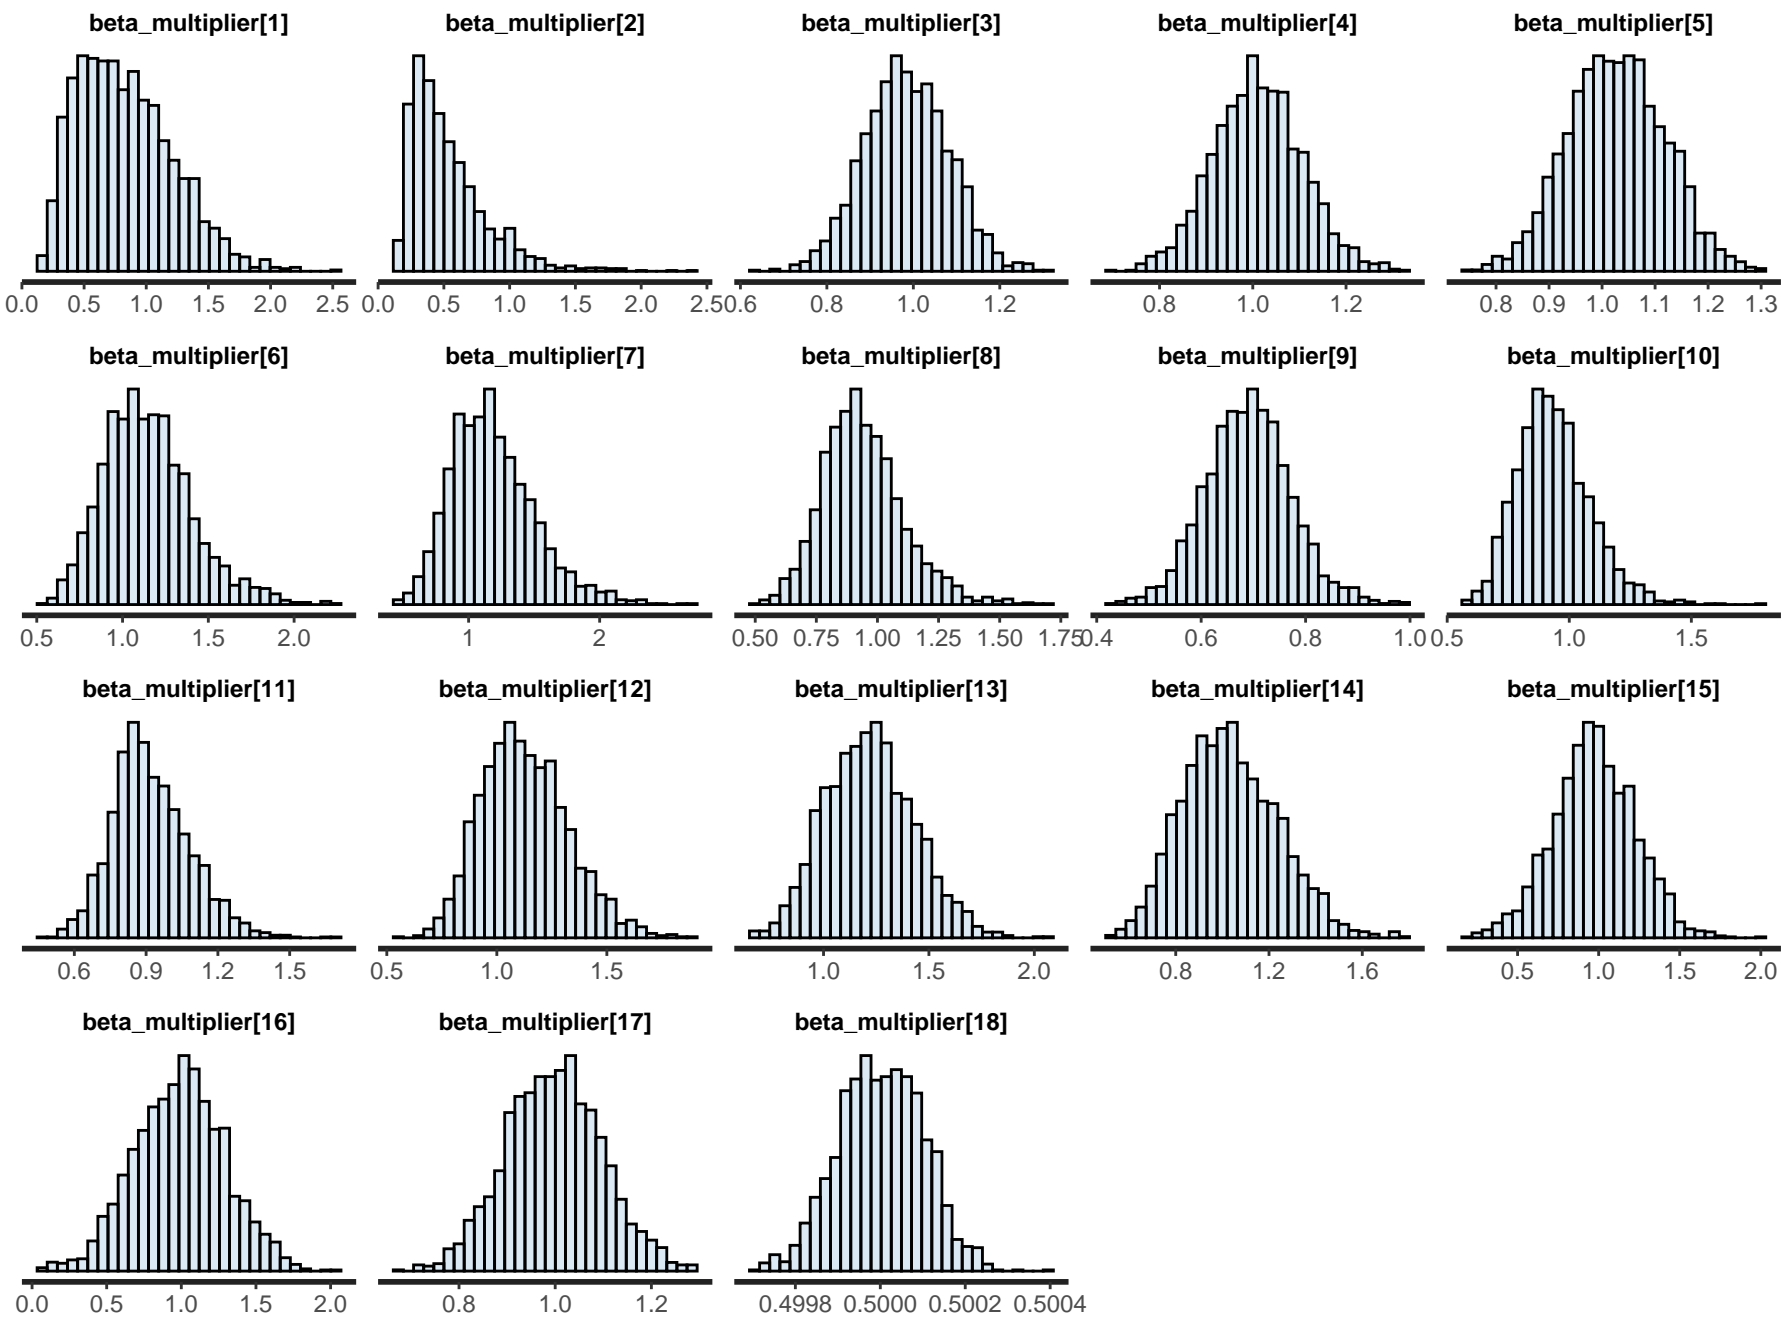 beta_multiplier[1] beta_multiplier[2] beta_multiplier[3] beta_multiplier[4] beta_multiplier[5]
0.0 0.5 1.0 1.5 2.0 2.5 0.0 0.5 1.0 1.5 2.0 2.5 0.6 0.8 1.0 1.2 0.8 1.0 1.2 0.8 0.9 1.0 1.1 1.2 1.3
beta_multiplier[6] beta_multiplier[7] beta_multiplier[8] beta_multiplier[9] beta_multiplier[10]
0.5 1.0 1.5 2.0 1 2 0.50 0.75 1.00 1.25 1.50 1.75 0.4 0.6 0.8 1.0 0.5 1.0 1.5
beta_multiplier[11] beta_multiplier[12] beta_multiplier[13] beta_multiplier[14] beta_multiplier[15]
0.6 0.9 1.2 1.5 0.5 1.0 1.5 1.0 1.5 2.0 0.8 1.2 1.6 0.5 1.0 1.5 2.0
beta_multiplier[16] beta_multiplier[17] beta_multiplier[18]
0.0 0.5 1.0 1.5 2.0 0.8 1.0 1.2 0.4998 0.5000 0.5002 0.5004